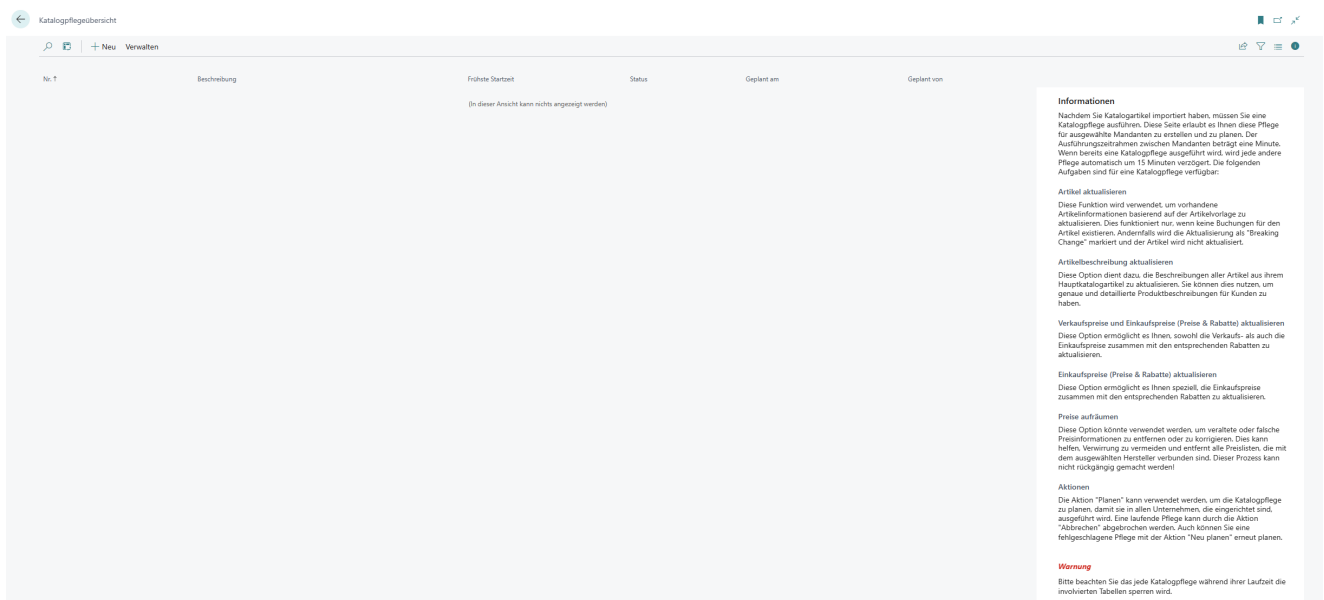 Katalogpflegeübersicht
Neu Verwalten
Nr. ↑ Beschreibung Frühste Startzeit Status Geplant am Geplant von
(In dieser Ansicht kann nichts angezeigt werden)
Informationen
Nachdem Sie Katalogartikel importiert haben, müssen Sie eine
Katalogpflege ausführen. Diese Seite erlaubt es Ihnen diese Pflege
für ausgewählte Mandanten zu erstellen und zu planen. Der
Ausführungszeitrahmen zwischen Mandanten beträgt eine Minute.
Wenn bereits eine Katalogpflege ausgeführt wird, wird jede andere
Pflege automatisch um 15 Minuten verzögert. Die folgenden
Aufgaben sind für eine Katalogpflege verfügbar:
Artikel aktualisieren
Diese Funktion wird verwendet, um vorhandene
Artikelinformationen basierend auf der Artikelvorlage zu
aktualisieren. Dies funktioniert nur, wenn keine Buchungen für den
Artikel existieren. Andernfalls wird die Aktualisierung als "Breaking
Change" markiert und der Artikel wird nicht aktualisiert.
Artikelbeschreibung aktualisieren
Diese Option dient dazu, die Beschreibungen aller Artikel aus ihrem
Hauptkatalogartikel zu aktualisieren. Sie können dies nutzen, um
genaue und detaillierte Produktbeschreibungen für Kunden zu
haben.
Verkaufspreise und Einkaufspreise (Preise & Rabatte) aktualisieren
Diese Option ermöglicht es Ihnen, sowohl die Verkaufs- als auch die
Einkaufspreise zusammen mit den entsprechenden Rabatten zu
aktualisieren.
Einkaufspreise (Preise & Rabatte) aktualisieren
Diese Option ermöglicht es Ihnen speziell, die Einkaufspreise
zusammen mit den entsprechenden Rabatten zu aktualisieren.
Preise aufräumen
Diese Option könnte verwendet werden, um veraltete oder falsche
Preisinformationen zu entfernen oder zu korrigieren. Dies kann
helfen, Verwirrung zu vermeiden und entfernt alle Preislisten, die mit
dem ausgewählten Hersteller verbunden sind. Dieser Prozess kann
nicht rückgängig gemacht werden!
Aktionen
Die Aktion "Planen" kann verwendet werden, um die Katalogpflege
zu planen, damit sie in allen Unternehmen, die eingerichtet sind,
ausgeführt wird. Eine laufende Pflege kann durch die Aktion
"Abbrechen" abgebrochen werden. Auch können Sie eine
fehlgeschlagene Pflege mit der Aktion "Neu planen" erneut planen.
Warnung
Bitte beachten Sie das jede Katalogpflege während ihrer Laufzeit die
involvierten Tabellen sperren wird.